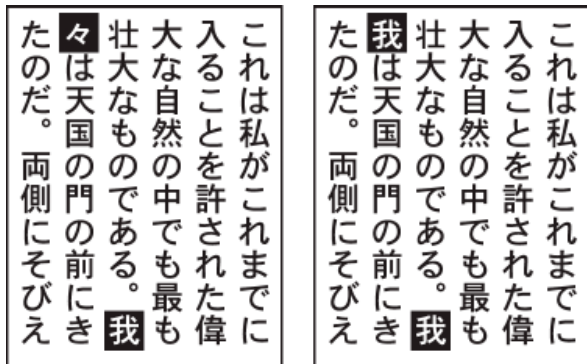 これは私がこれまでに
入ることを許された偉
大な自然の中でも最も
壮大なものである。我
々は天国の門の前にき
たのだ。両側にそびえ
これは私がこれまでに
入ることを許された偉
大な自然の中でも最も
壮大なものである。我
我は天国の門の前にき
たのだ。両側にそびえ